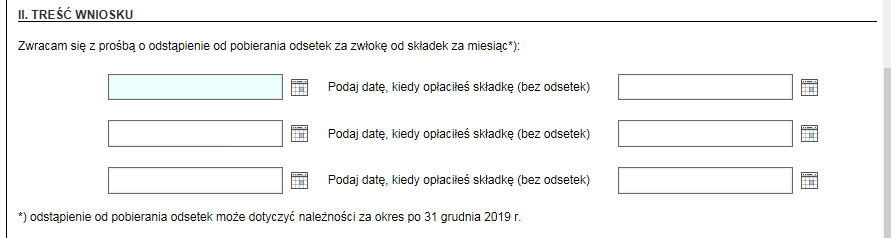 II. TREŚĆ WNIOSKU
Zwracam się z prośbą o odstąpienie od pobierania odsetek za zwłokę od składek za miesiąc*):
Podaj datę, kiedy opłaciłeś składkę (bez odsetek)
Podaj datę, kiedy opłaciłeś składkę (bez odsetek)
Podaj datę, kiedy opłaciłeś składkę (bez odsetek)
*) odstąpienie od pobierania odsetek może dotyczyć należności za okres po 31 grudnia 2019 r.